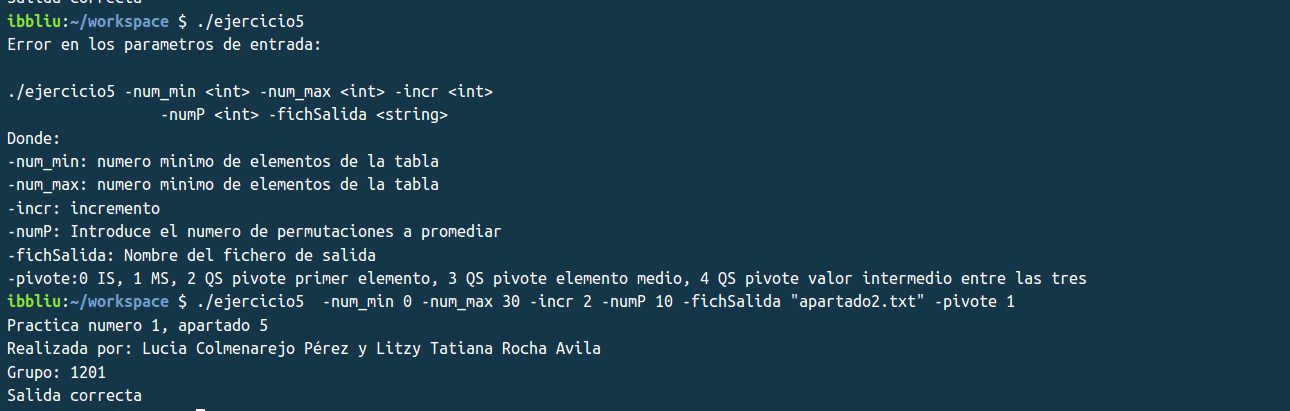 Salida correcta
ibbliu:~/workspace $ ./ejercicio5
Error en los parametros de entrada:
./ejercicio5 -num_min <int> -num_max <int> -incr <int>
-numP <int> -fichSalida <string>
Donde:
-num_min: numero minimo de elementos de la tabla
-num_max: numero minimo de elementos de la tabla
-incr: incremento
-numP: Introduce el numero de permutaciones a promediar
-fichSalida: Nombre del fichero de salida
-pivote:0 IS, 1 MS, 2 QS pivote primer elemento, 3 QS pivote elemento medio, 4 QS pivote valor intermedio entre las tres
ibbliu:~/workspace $ ./ejercicio5  -num_min 0 -num_max 30 -incr 2 -numP 10 -fichSalida "apartado2.txt" -pivote 1
Practica numero 1, apartado 5
Realizada por: Lucia Colmenarejo Pérez y Litzy Tatiana Rocha Avila
Grupo: 1201
Salida correcta